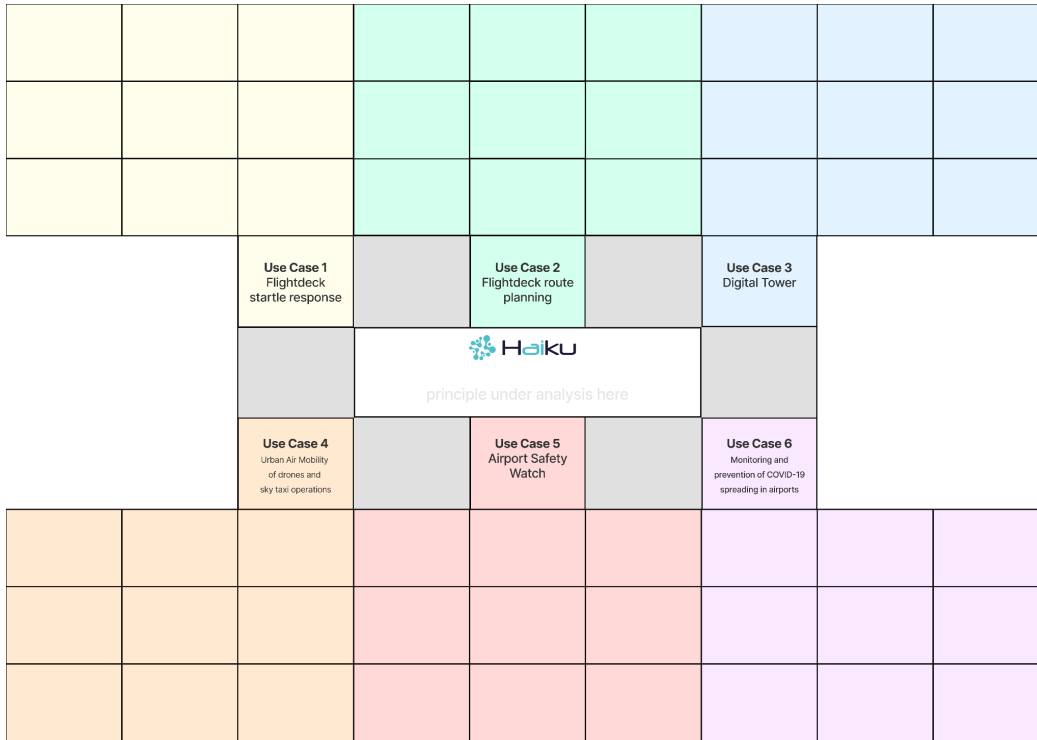 Use Case 1
Flightdeck
startle response
Use Case 2
Flightdeck route
planning
Use Case 3
Digital Tower
Haiku
principle under analysis here
Use Case 4
Urban Air Mobility
of drones and
sky taxi operations
Use Case 5
Airport Safety
Watch
Use Case 6
Monitoring and
prevention of COVID-19
spreading in airports